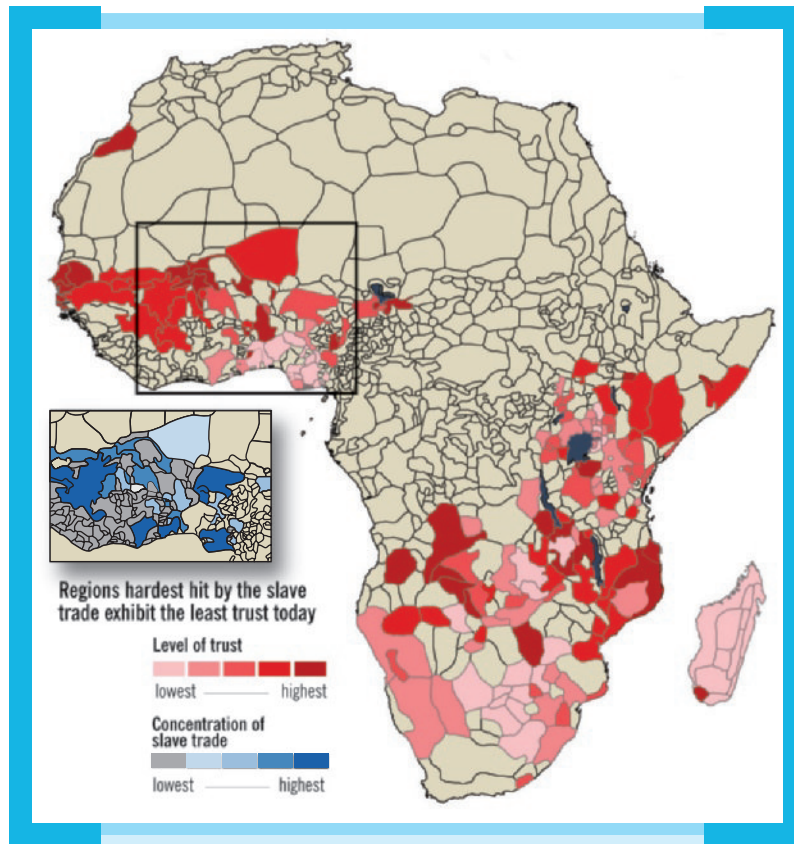 Regions hardest hit by the slave
trade exhibit the least trust today
Level of trust
lowest highest
Concentration of
slave trade
lowest highest